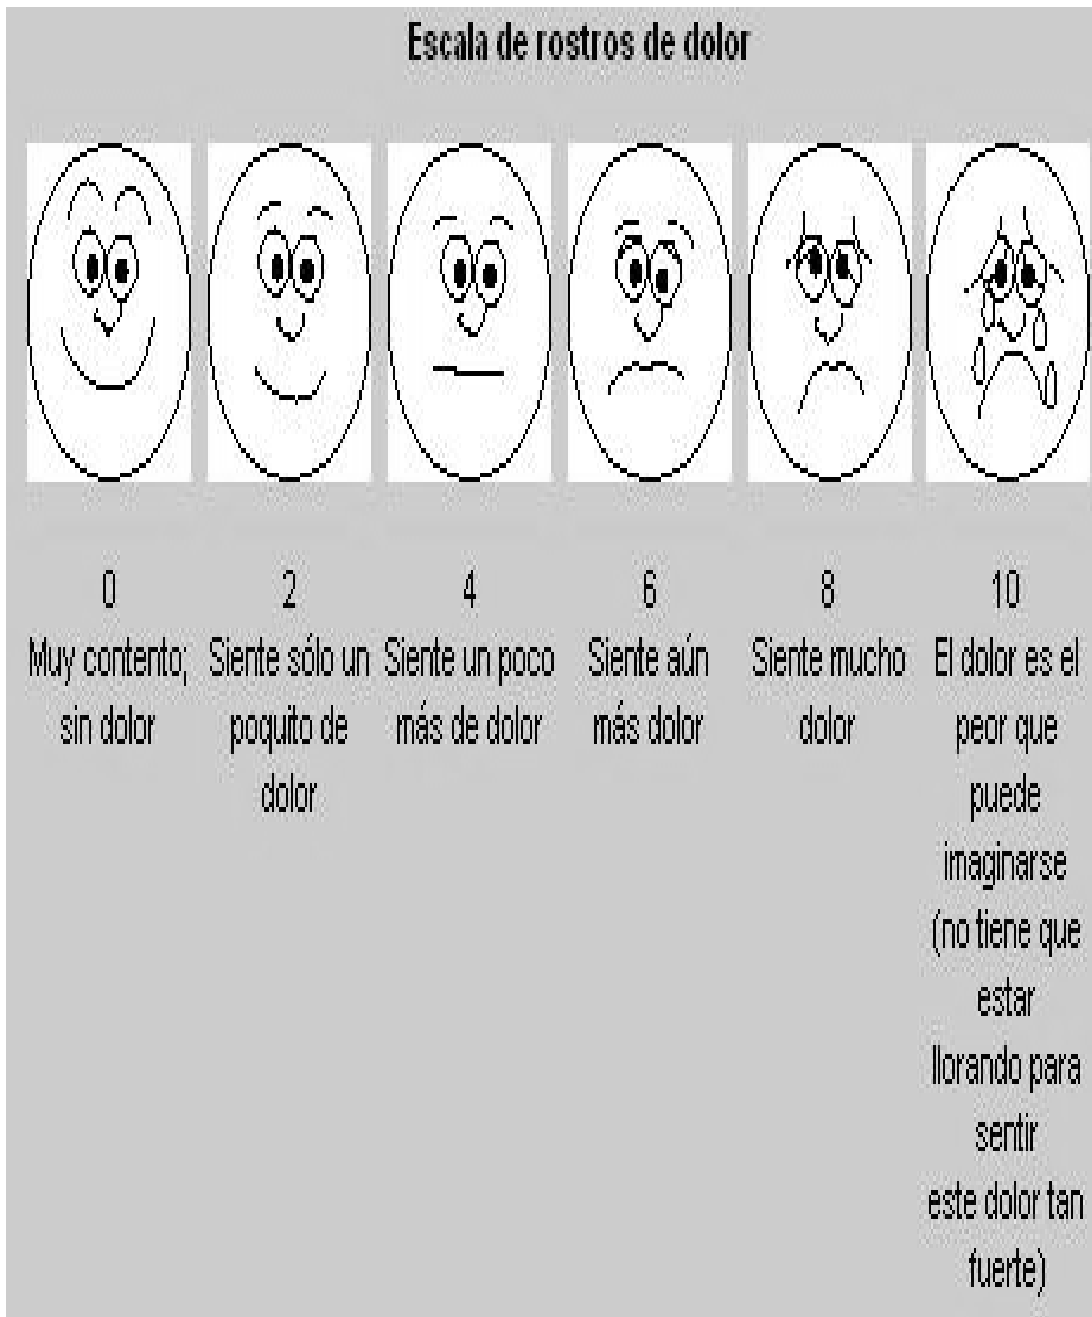 Escala de rostros de dolor
0
Muy contento;
sin dolor
2
Siente sólo un
poquito de
dolor
4
Siente un poco
más de dolor
6
Siente aún
más dolor
8
Siente mucho
dolor
10
El dolor es el
peor que
puede
imaginarse
(no tiene que
estar
llorando para
sentir
este dolor tan
fuerte)